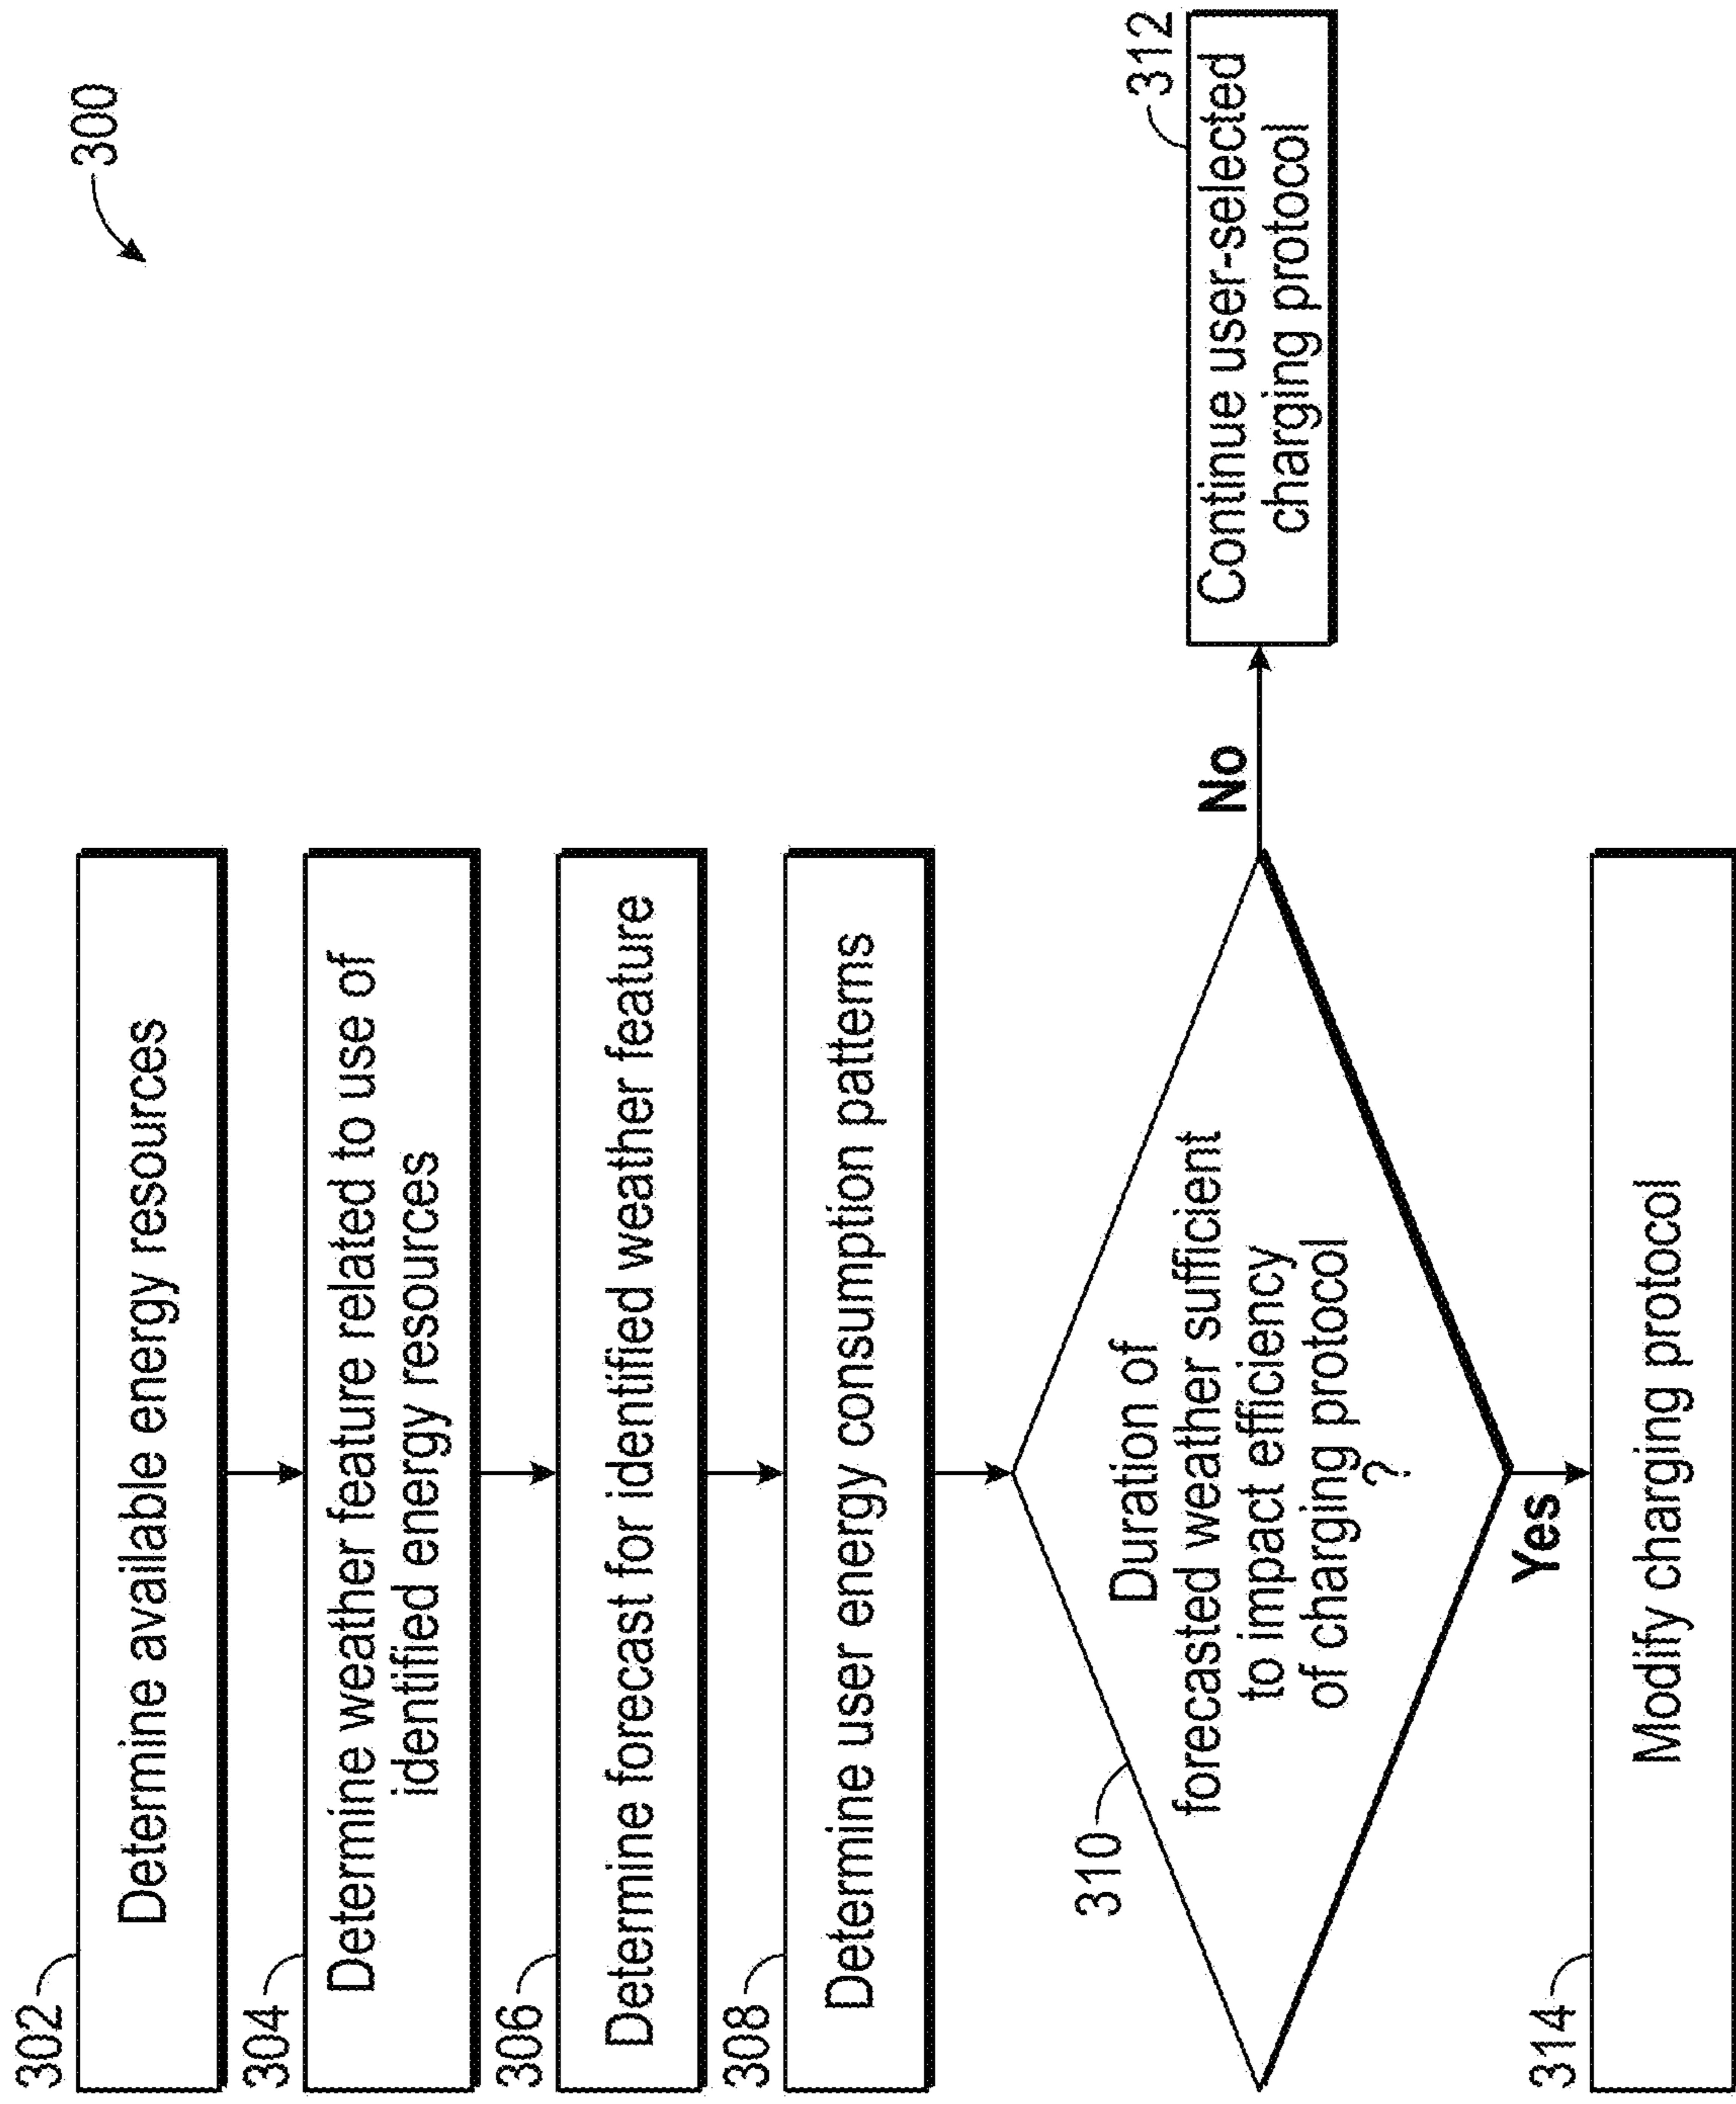 300
302
Determine available energy resources
304
Determine weather feature related to use of
identified energy resources
306
Determine forecast for identified weather feature
308
Determine user energy consumption patterns
310
Duration of
forecasted weather sufficient
to impact efficiency
of charging protocol
?
No
312
Continue user-selected
charging protocol
Yes
314
Modify charging protocol